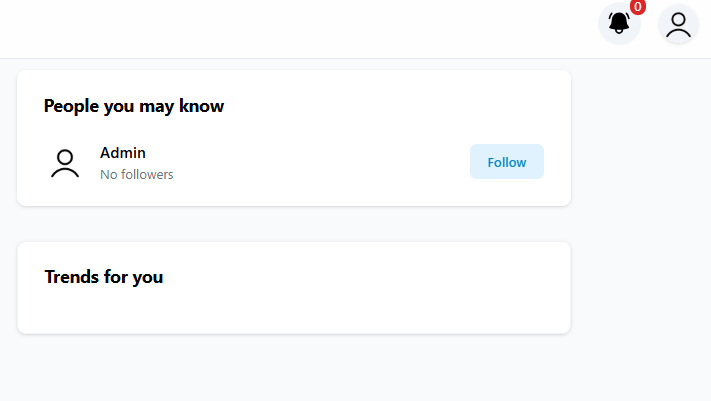 0
People you may know
Admin
No followers
Follow
Trends for you